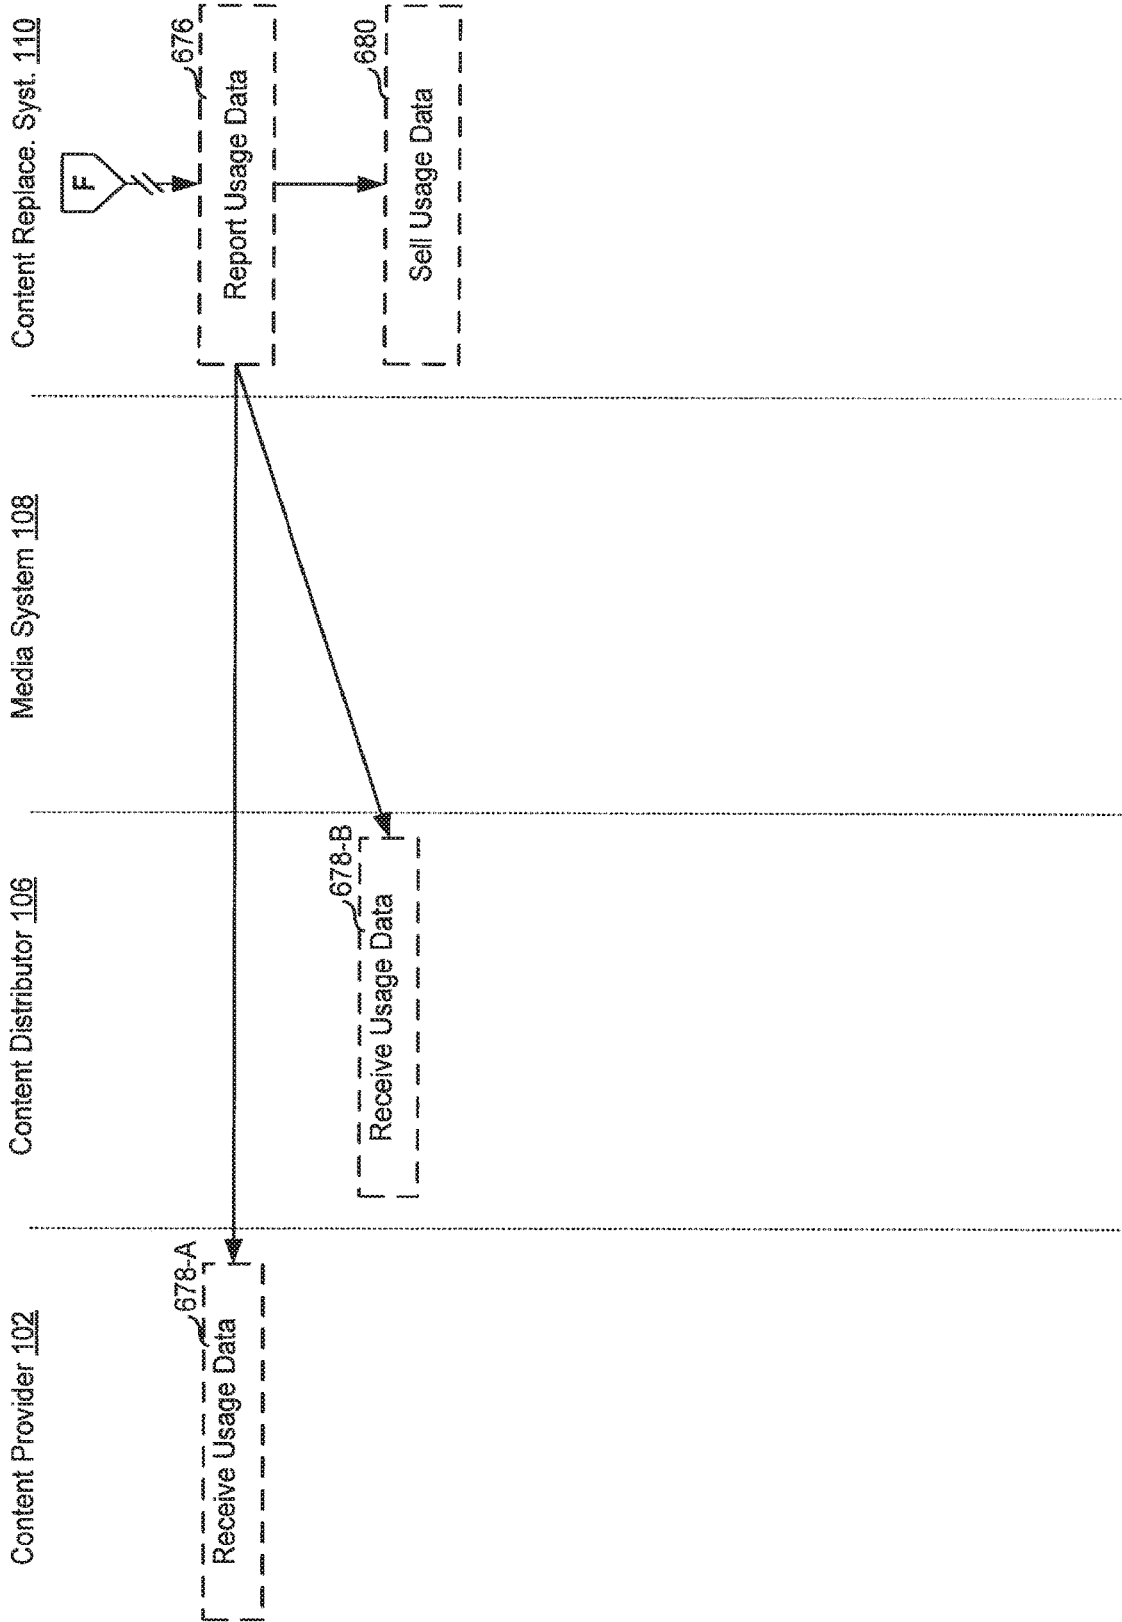 Content Provider 102
Content Distributor 106
Media System 108
Content Replace. Syst. 110
F
676
Report Usage Data
678-A
Receive Usage Data
678-B
Receive Usage Data
680
Sell Usage Data